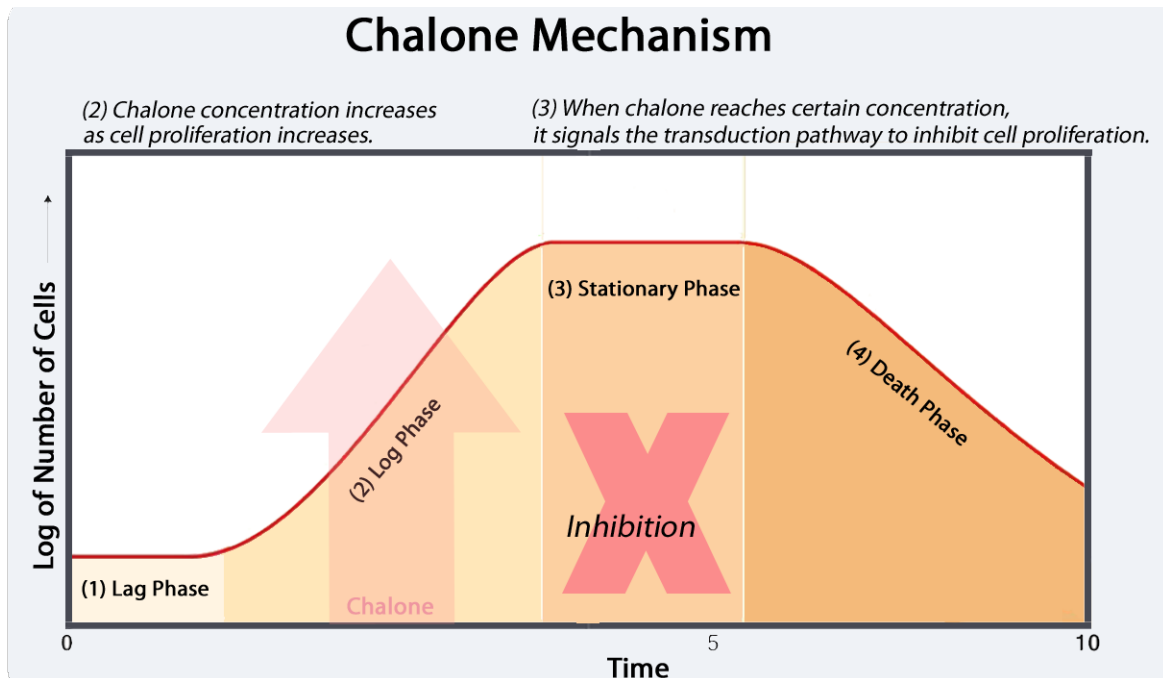 Chalone Mechanism
(2) Chalone concentration increases
as cell proliferation increases.
(3) When chalone reaches certain concentration,
it signals the transduction pathway to inhibit cell proliferation.
Log of Number of Cells
(1) Lag Phase
(2) Log Phase
Chalone
(3) Stationary Phase
Inhibition
(4) Death Phase
0
5
10
Time